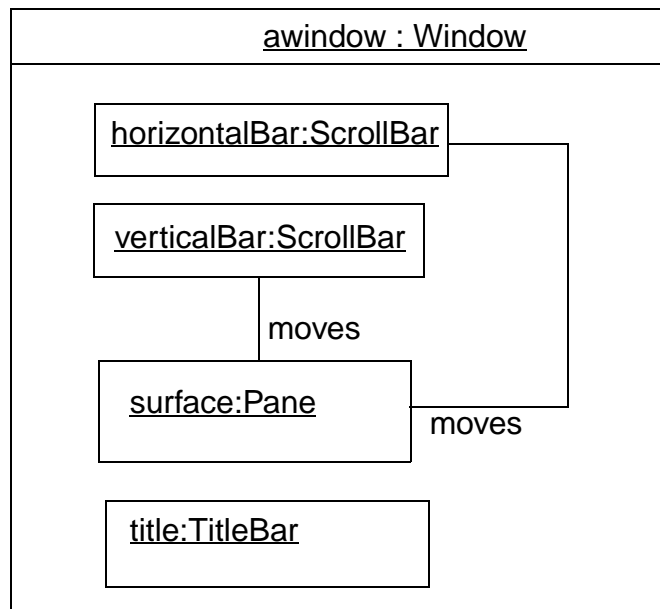 awindow : Window
horizontalBar:ScrollBar
verticalBar:ScrollBar
moves
surface:Pane
moves
title:TitleBar